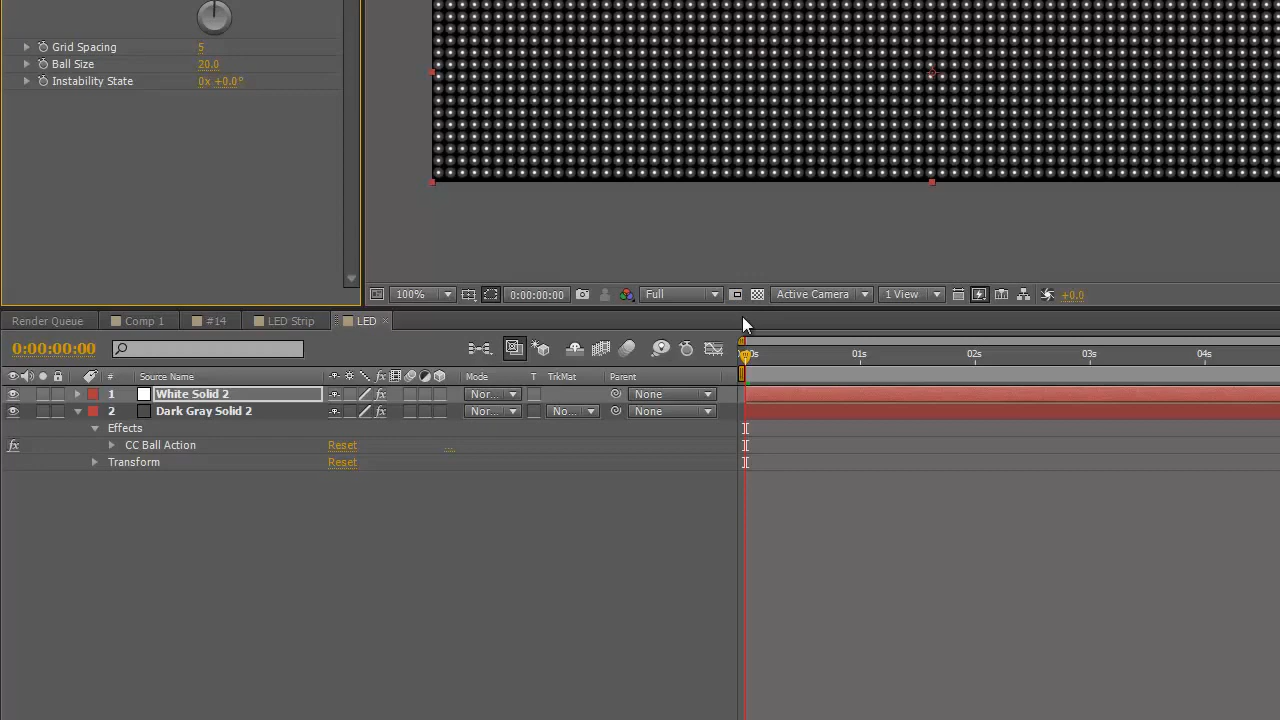 Grid Spacing 5
Ball Size 20.0
Instability State 0x +0.0°
100% 0:00:00:00 Full Active Camera 1 View +0.0
Render Queue Comp 1 #14 LED Strip LED ×
0:00:00:00 01s 02s 03s 04s
# Source Name Mode T TrkMat Parent
1 White Solid 2 Nor... None
2 Dark Gray Solid 2 Nor... No... None
Effects
fx CC Ball Action Reset ...
Transform Reset